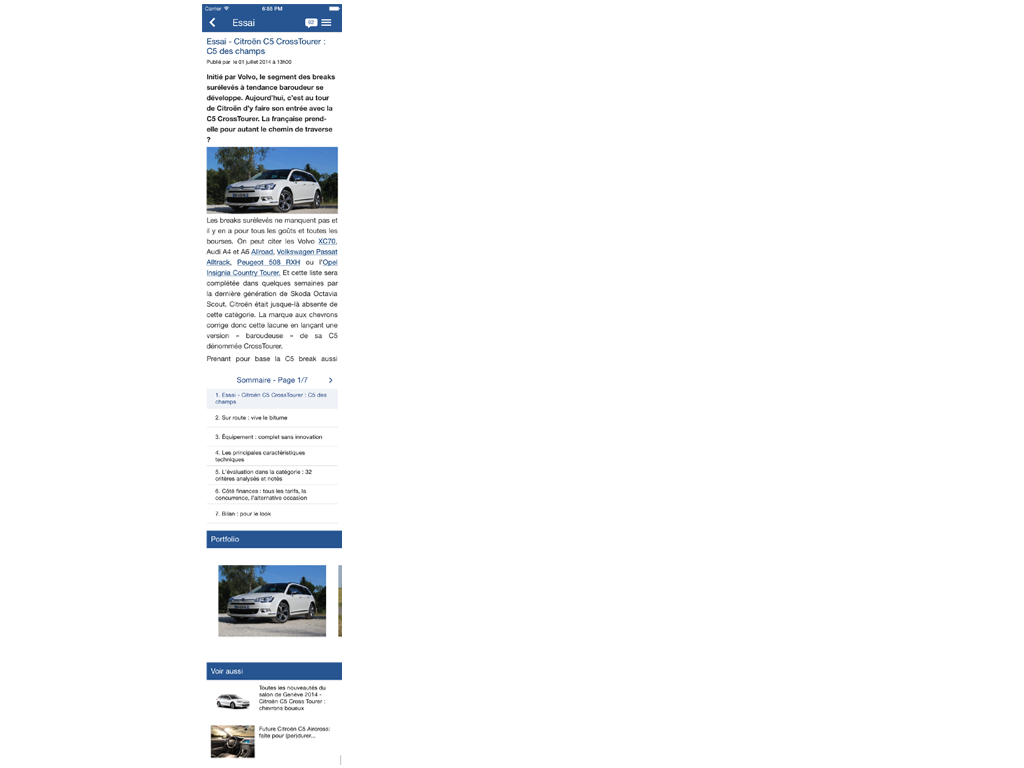 Carrier 6:55 PM
Essai 92
Essai - Citroën C5 CrossTourer :
C5 des champs
Publié par le 01 juillet 2014 à 13h00
Initié par Volvo, le segment des breaks
surélevés à tendance baroudeur se
développe. Aujourd'hui, c'est au tour
de Citroën d'y faire son entrée avec la
C5 CrossTourer. La française prend-
elle pour autant le chemin de traverse
?
Les breaks surélevés ne manquent pas et
il y en a pour tous les goûts et toutes les
bourses. On peut citer les Volvo XC70,
Audi A4 et A6 Allroad, Volkswagen Passat
Alltrack, Peugeot 508 RXH ou l'Opel
Insignia Country Tourer. Et cette liste sera
complétée dans quelques semaines par
la dernière génération de Skoda Octavia
Scout. Citroën était jusque-là absente de
cette catégorie. La marque aux chevrons
corrige donc cette lacune en lançant une
version « baroudeuse » de sa C5
dénommée CrossTourer.
Prenant pour base la C5 break aussi
Sommaire - Page 1/7
1. Essai - Citroën C5 CrossTourer : C5 des
champs
2. Sur route : vive le bitume
3. Équipement : complet sans innovation
4. Les principales caractéristiques
techniques
5. L'évaluation dans la catégorie : 32
critères analysés et notés
6. Côté finances : tous les tarifs, la
concurrence, l'alternative occasion
7. Bilan : pour le look
Portfolio
Voir aussi
Toutes les nouveautés du
salon de Genève 2014 -
Citroën C5 Cross Tourer :
chevrons boueux
Future Citroën C5 Aircross:
faite pour (per)durer...